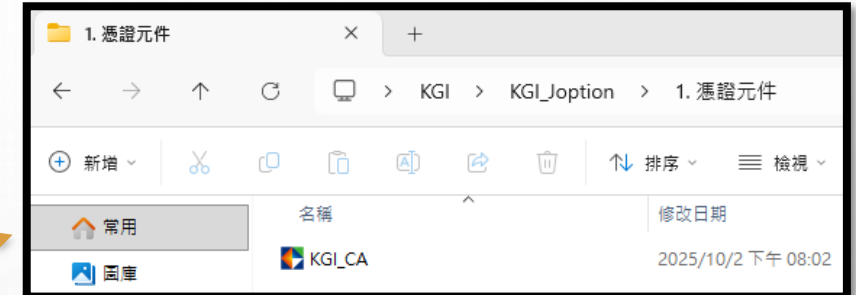 1. 憑證元件
KGI > KGI_Joption > 1. 憑證元件
新增 排序 檢視
名稱 修改日期
常用
KGI_CA 2025/10/2 下午 08:02
圖庫